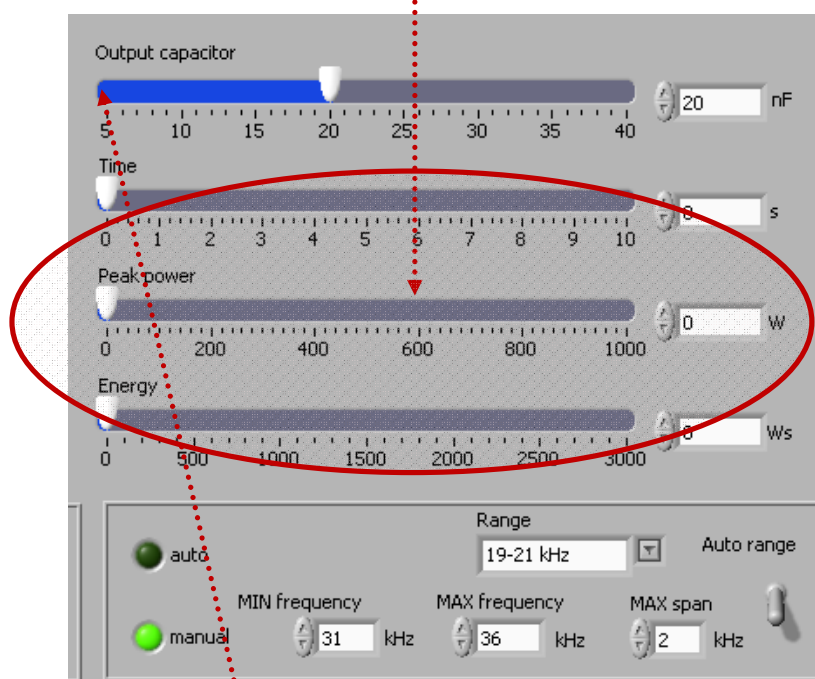 Output capacitor
20 nF
5 10 15 20 25 30 35 40
Time
0 s
0 1 2 3 4 5 6 7 8 9 10
Peak power
0 W
0 200 400 600 800 1000
Energy
0 Ws
0 500 1000 1500 2000 2500 3000
Range
auto 19-21 kHz Auto range
MIN frequency MAX frequency MAX span
manual 31 kHz 36 kHz 2 kHz